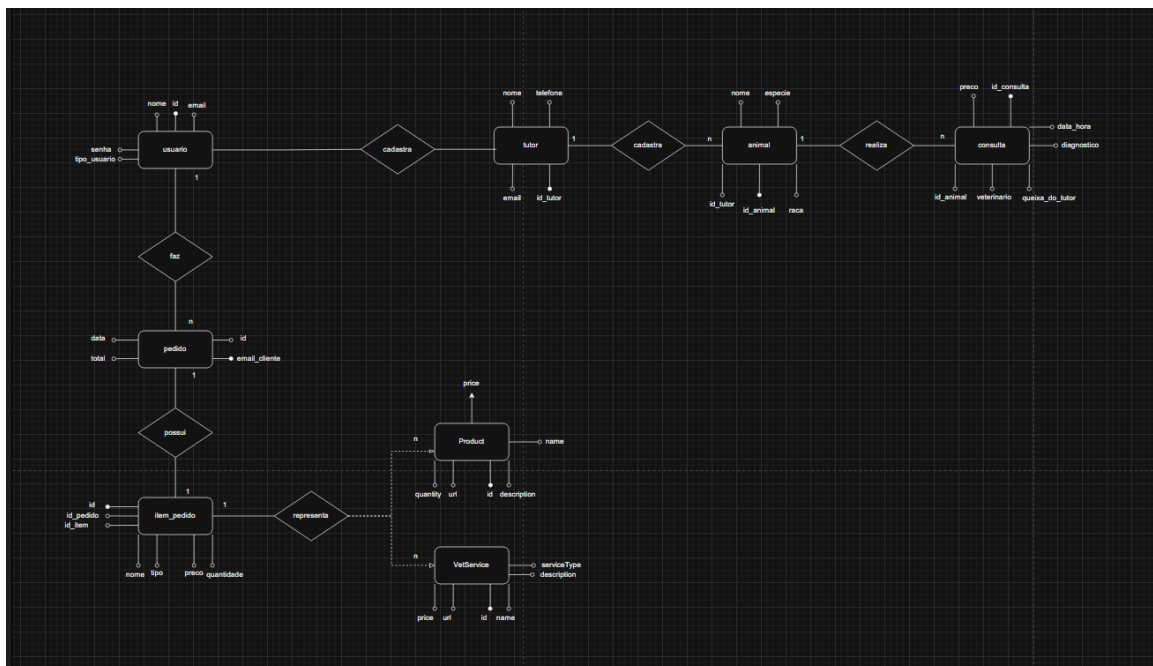 nome
id
email
senha
tipo_usuario
usuario
1
cadastra
nome
telefone
tutor
email
id_tutor
1
cadastra
n
nome
especie
animal
id_tutor
id_animal
raca
1
realiza
n
preco
id_consulta
consulta
data_hora
diagnostico
id_animal
veterinario
queixa_do_tutor
faz
n
data
id
total
email_cliente
pedido
1
possui
1
id
id_pedido
id_item
item_pedido
1
nome
tipo
preco
quantidade
representa
n
price
Product
name
quantity
url
id
description
n
VetService
serviceType
description
price
url
id
name